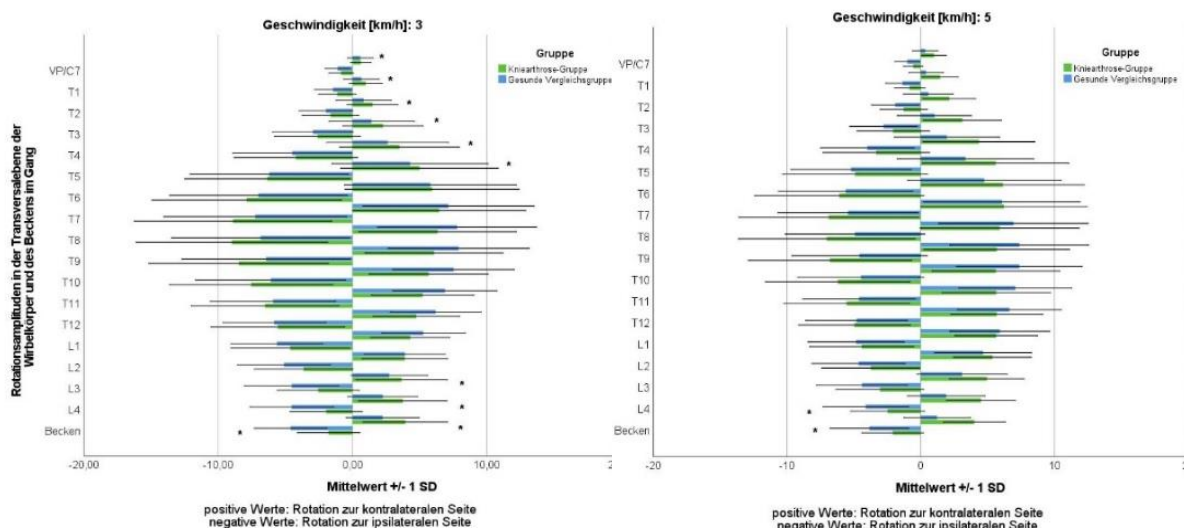 Geschwindigkeit [km/h]: 3
Gruppe
Kniearthrose-Gruppe
Gesunde Vergleichsgruppe
Rotationsamplituden in der Transversalebene der
Wirbelkörper und des Beckens im Gang
VP/C7
T1
T2
T3
T4
T5
T6
T7
T8
T9
T10
T11
T12
L1
L2
L3
L4
Becken
*
*
*
*
*
*
*
*
*
*
-20,00
-10,00
0,00
10,00
2
Mittelwert +/- 1 SD
positive Werte: Rotation zur kontralateralen Seite
negative Werte: Rotation zur ipsilateralen Seite
Geschwindigkeit [km/h]: 5
Gruppe
Kniearthrose-Gruppe
Gesunde Vergleichsgruppe
VP/C7
T1
T2
T3
T4
T5
T6
T7
T8
T9
T10
T11
T12
L1
L2
L3
L4
Becken
*
*
-20
-10
0
10
2
Mittelwert +/- 1 SD
positive Werte: Rotation zur kontralateralen Seite
negative Werte: Rotation zur ipsilateralen Seite